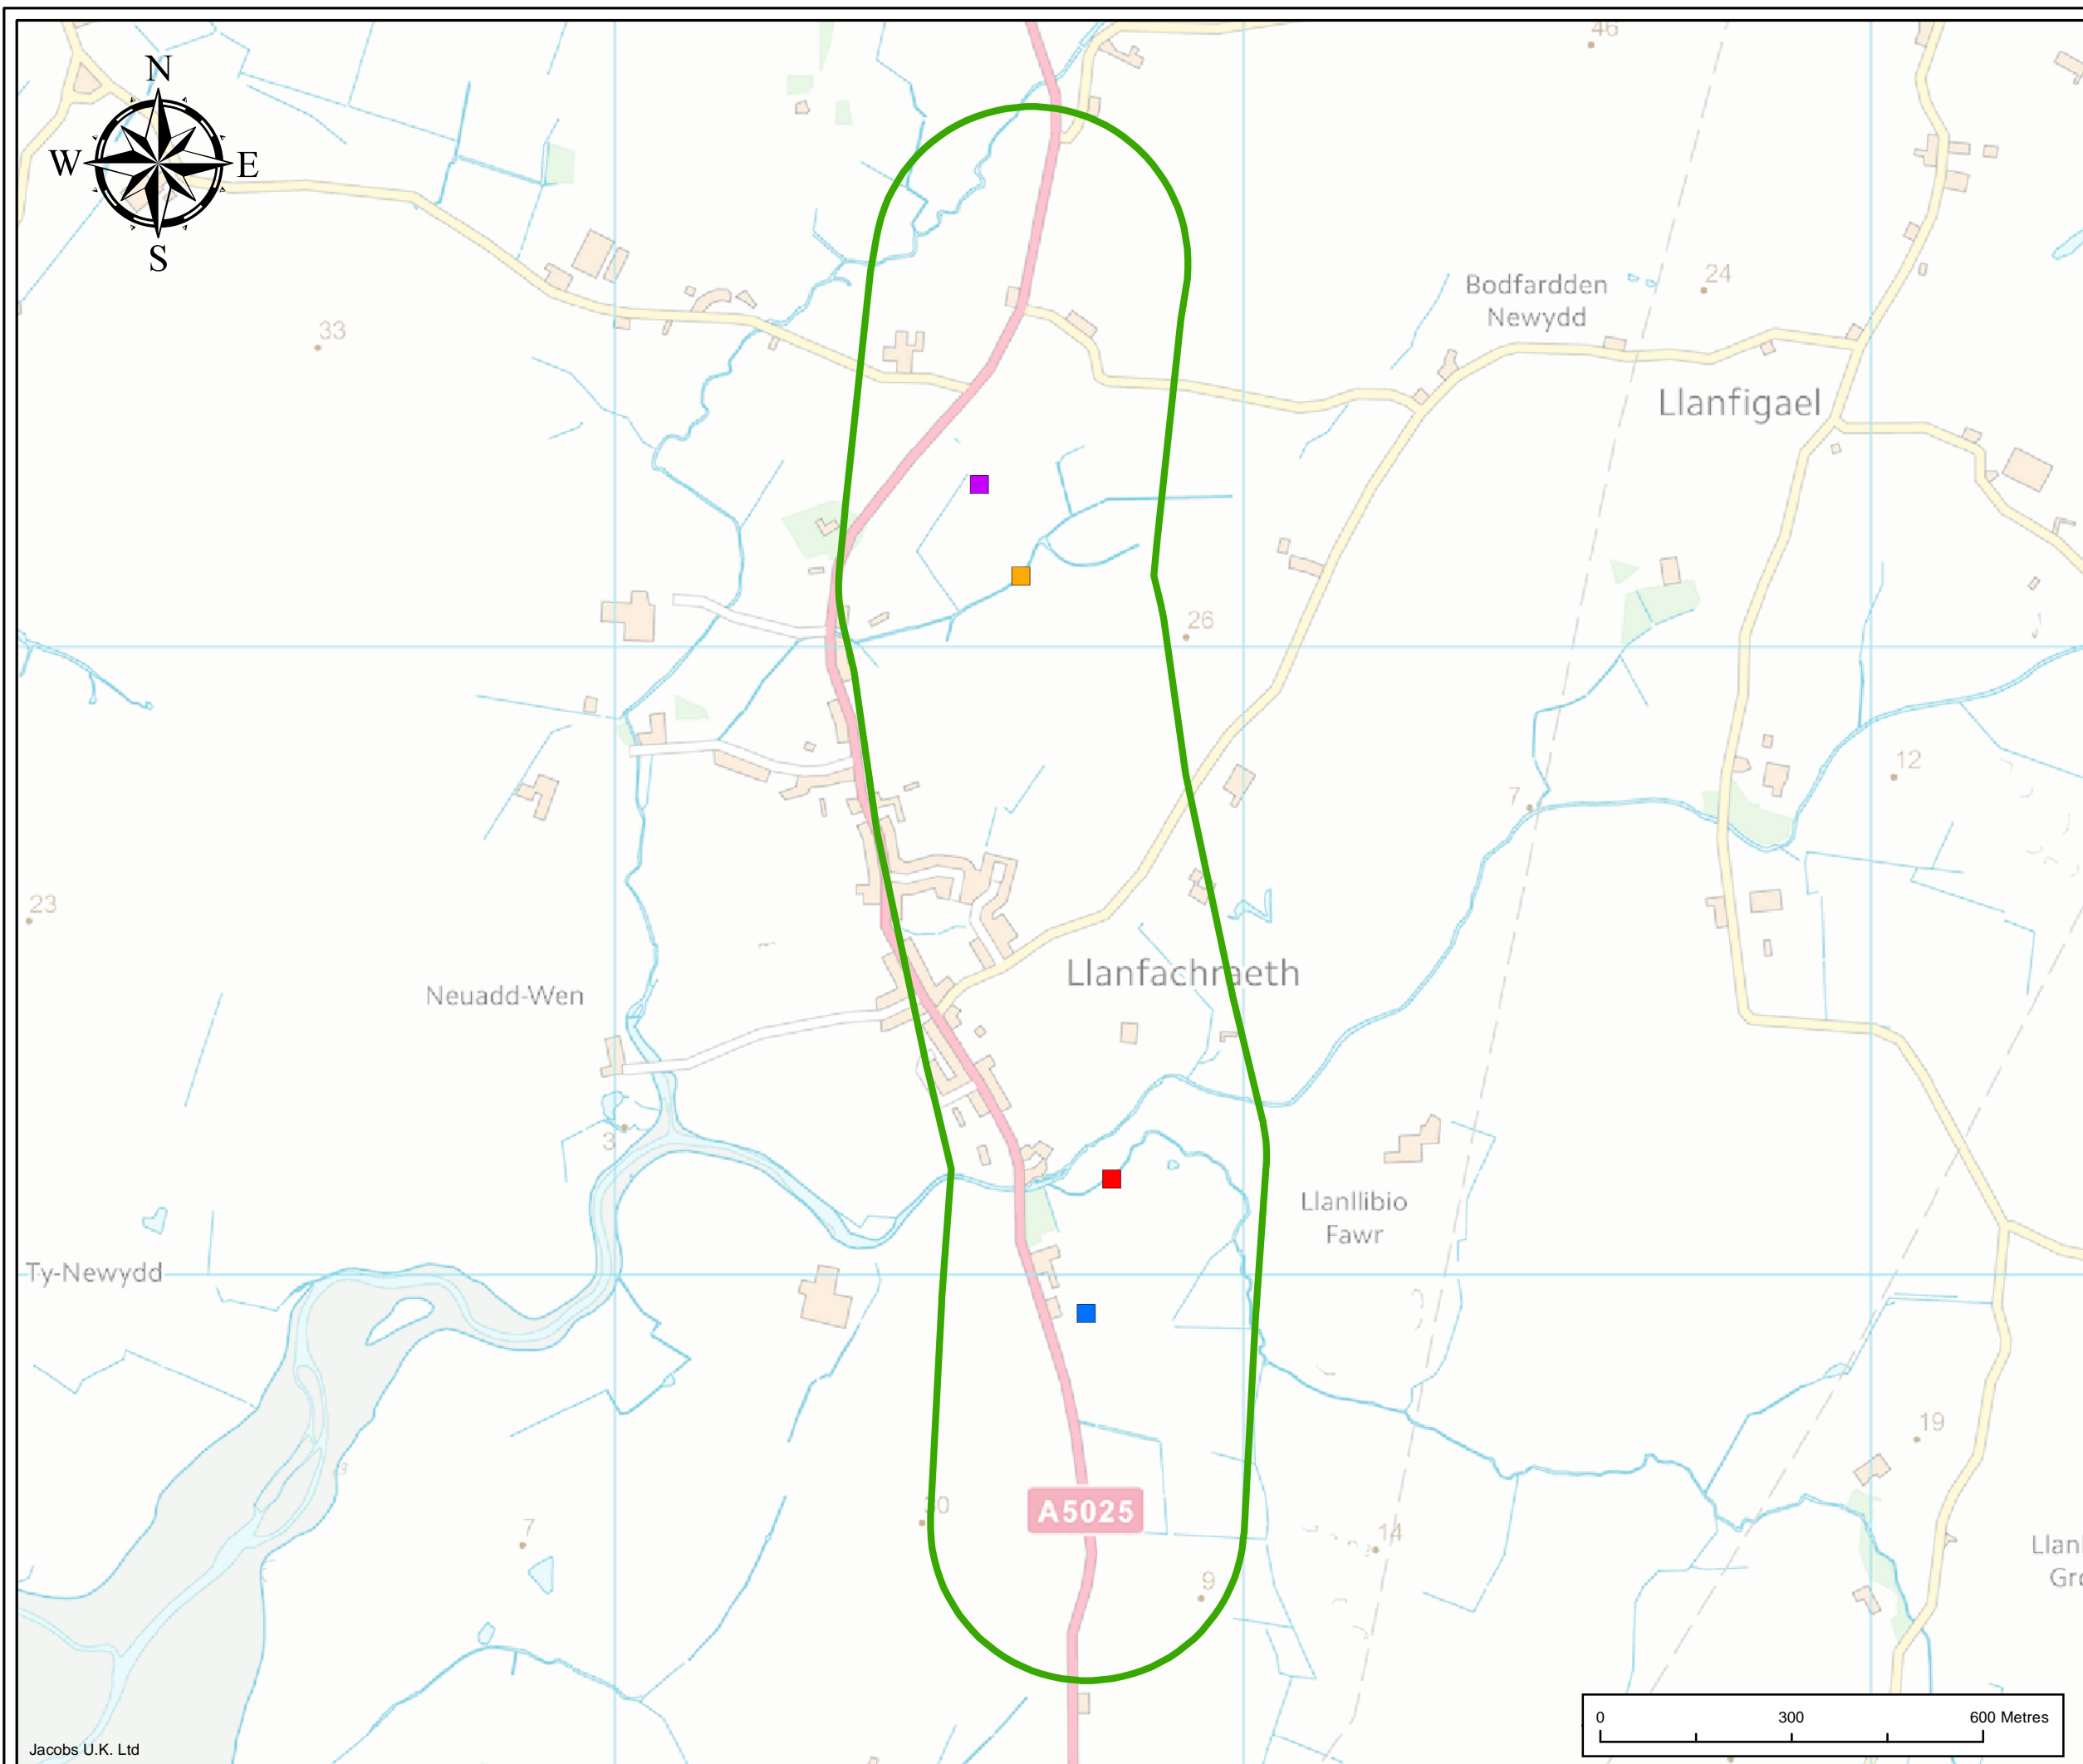 46
N
W
E
S
Bodfardden
Newydd
24
33
Llanfigael
26
12
7
23
Llanfachraeth
Neuadd-Wen
3
Llanllibio
Fawr
Ty-Newydd
19
A5025
7
14
9
0
300
600 Metres
Jacobs U.K. Ltd